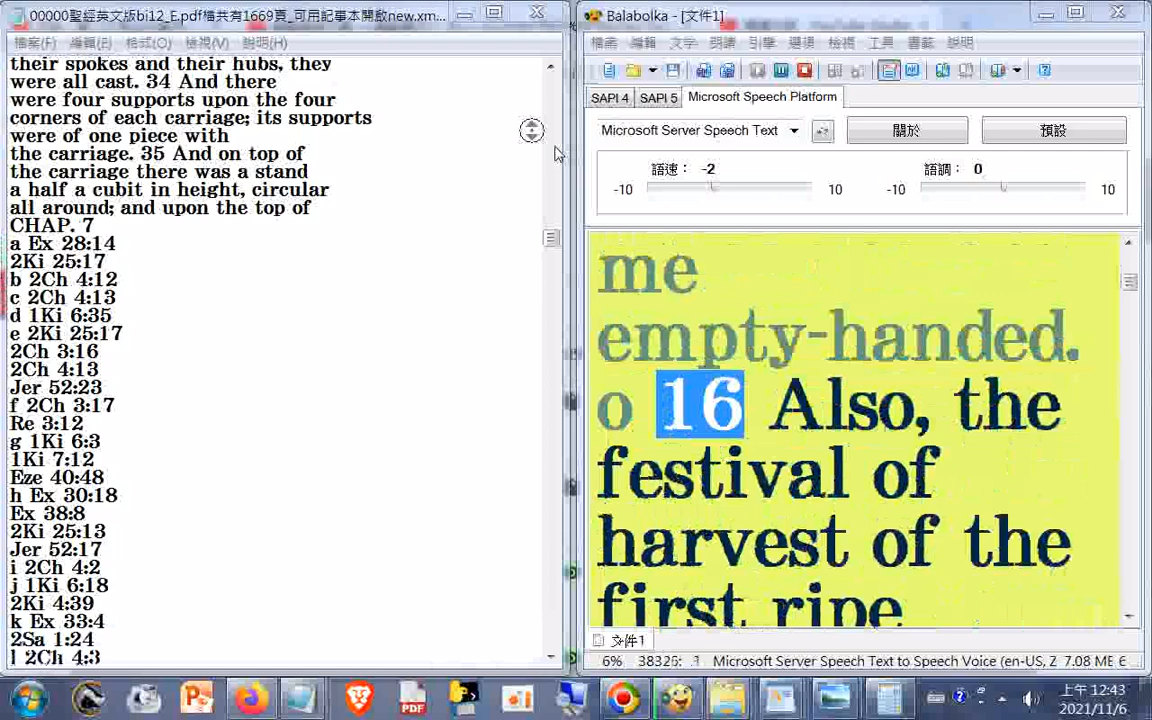 00000聖經英文版bi12_E.pdf檔共有1669頁_可用記事本開啟new.xm...
檔案(F) 編輯(E) 格式(O) 檢視(V) 說明(H)
their spokes and their hubs, they
were all cast. 34 And there
were four supports upon the four
corners of each carriage; its supports
were of one piece with
the carriage. 35 And on top of
the carriage there was a stand
a half a cubit in height, circular
all around; and upon the top of
CHAP. 7
a Ex 28:14
2Ki 25:17
b 2Ch 4:12
c 2Ch 4:13
d 1Ki 6:35
e 2Ki 25:17
2Ch 3:16
2Ch 4:13
Jer 52:23
f 2Ch 3:17
Re 3:12
g 1Ki 6:3
1Ki 7:12
Eze 40:48
h Ex 30:18
Ex 38:8
2Ki 25:13
Jer 52:17
i 2Ch 4:2
j 1Ki 6:18
2Ki 4:39
k Ex 33:4
2Sa 1:24
l 2Ch 4:3
Balabolka - [文件1]
檔案 編輯 文字 朗讀 引擎 選項 檢視 工具 書籤 說明
SAPI 4 SAPI 5 Microsoft Speech Platform
Microsoft Server Speech Text 關於 預設
語速: -2 語調: 0
-10 10 -10 10
me
empty-handed.
o 16 Also, the
festival of
harvest of the
first ripe
文件1
6% 38325: 1 Microsoft Server Speech Text to Speech Voice (en-US, Z 7.08 ME
PDF
上午 12:43
2021/11/6